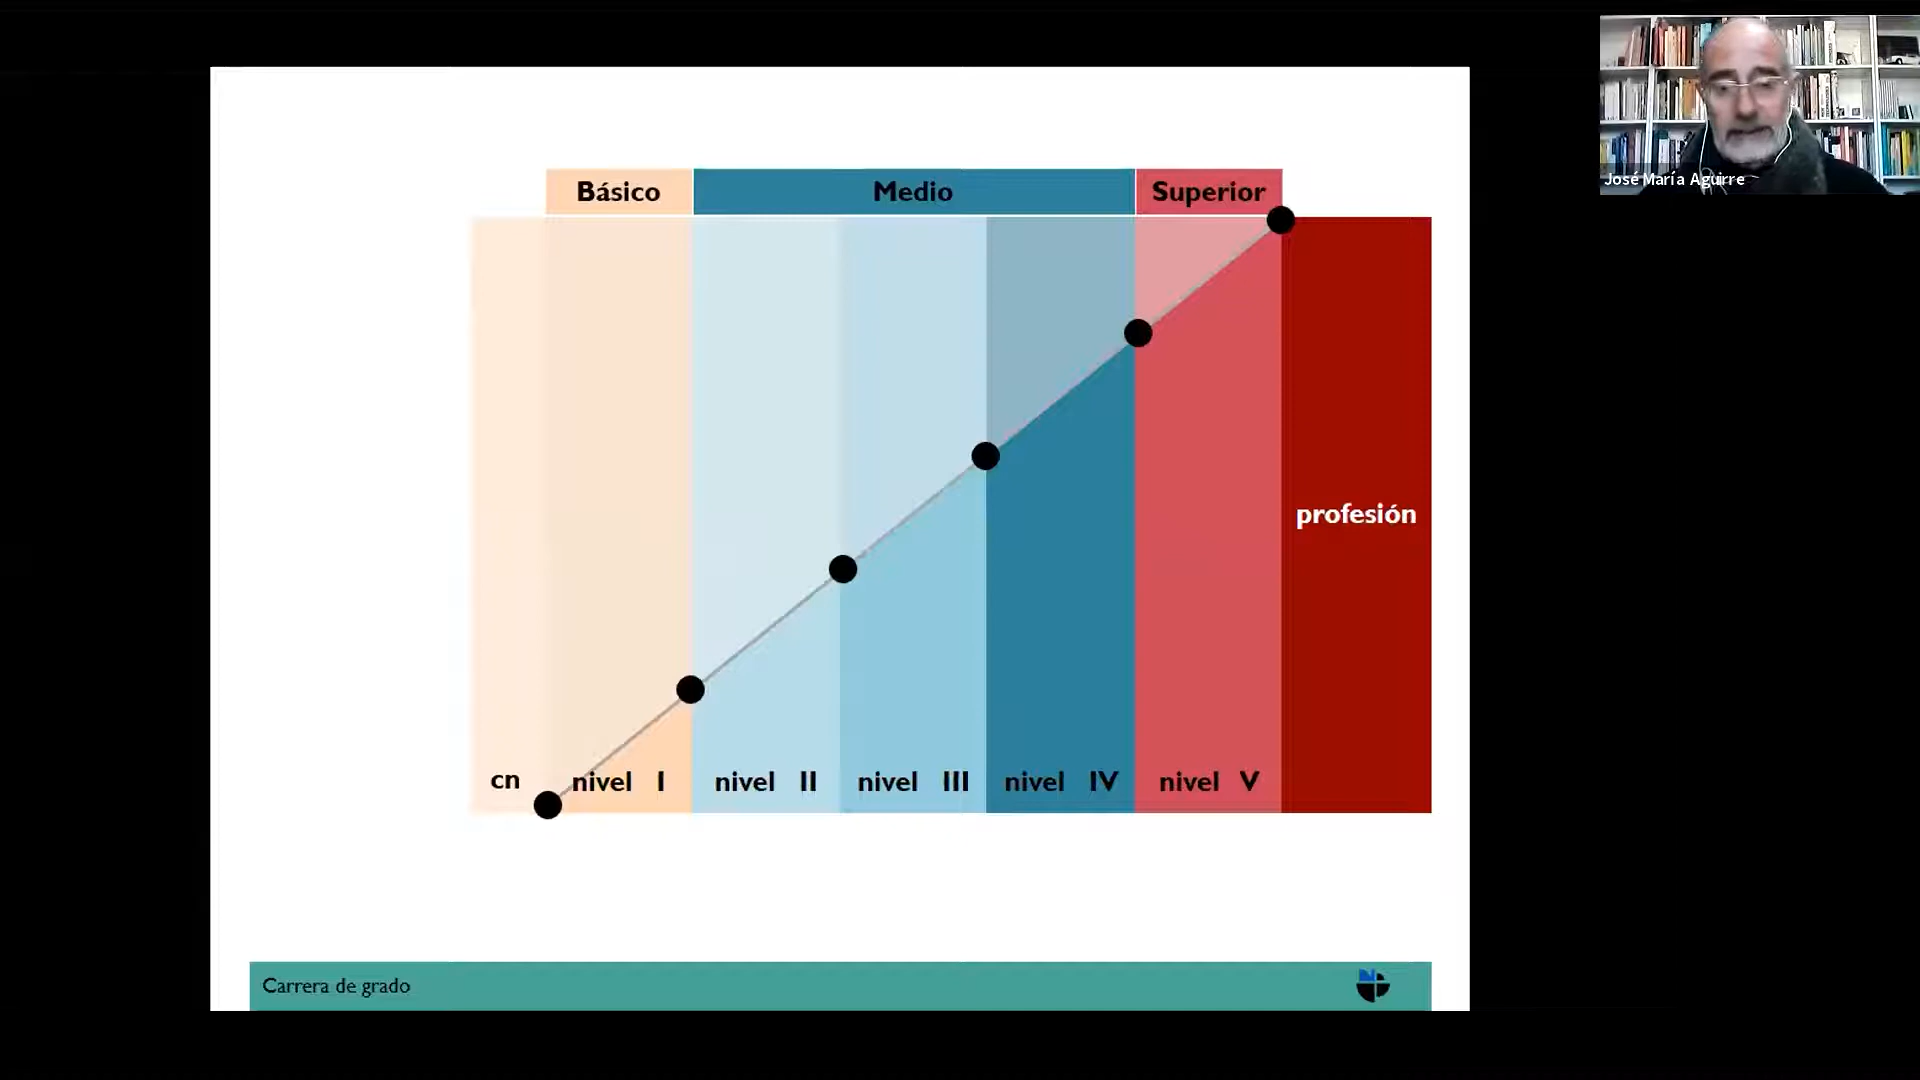 José María Aguirre
Básico Medio Superior
profesión
cn nivel I nivel II nivel III nivel IV nivel V
Carrera de grado